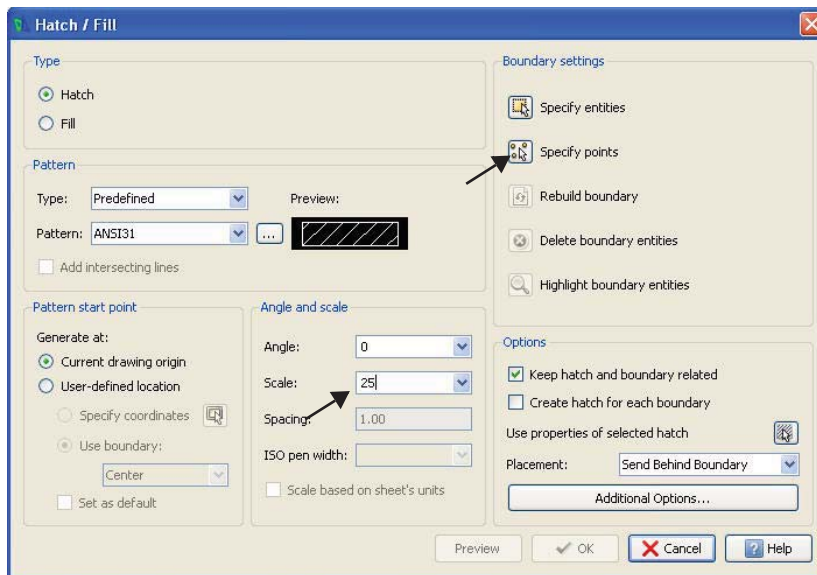 Hatch / Fill
Type
Hatch
Fill
Pattern
Type: Predefined Preview:
Pattern: ANSI31 ...
Add intersecting lines
Pattern start point
Generate at:
Current drawing origin
User-defined location
Specify coordinates
Use boundary:
Center
Set as default
Angle and scale
Angle: 0
Scale: 25
Spacing: 1.00
ISO pen width:
Scale based on sheet's units
Boundary settings
Specify entities
Specify points
Rebuild boundary
Delete boundary entities
Highlight boundary entities
Options
Keep hatch and boundary related
Create hatch for each boundary
Use properties of selected hatch
Placement: Send Behind Boundary
Additional Options...
Preview OK Cancel Help